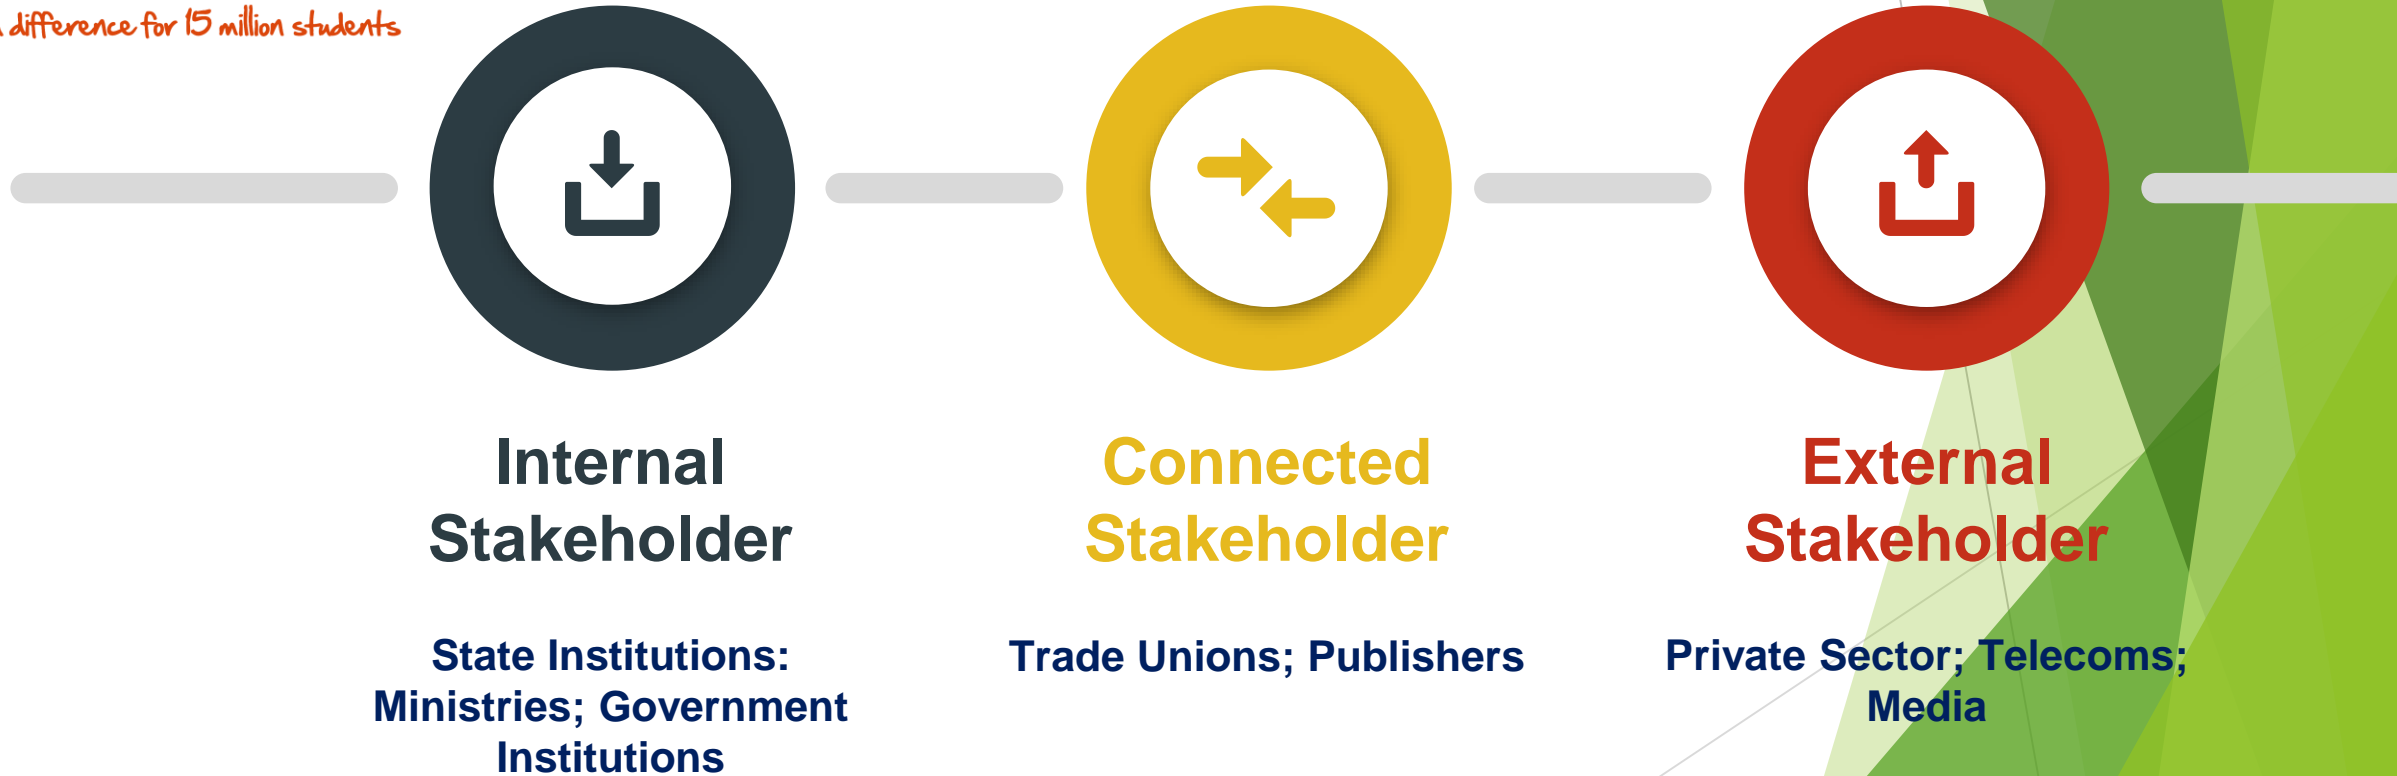 difference for 15 million students
Internal
Stakeholder
State Institutions:
Ministries; Government
Institutions
Connected
Stakeholder
Trade Unions; Publishers
External
Stakeholder
Private Sector; Telecoms;
Media